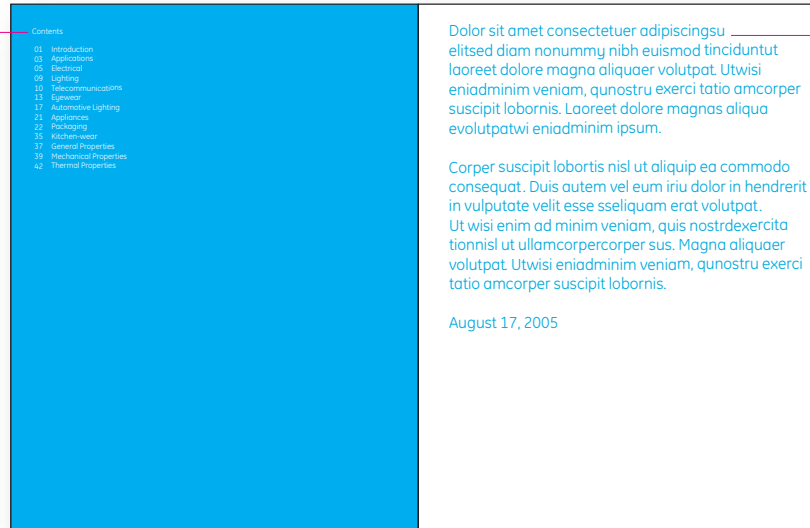 Contents
01 Introduction
03 Applications
05 Electrical
09 Lighting
10 Telecommunications
13 Eyewear
17 Automotive Lighting
21 Appliances
22 Packaging
35 Kitchen-wear
37 General Properties
39 Mechanical Properties
42 Thermal Properties
Dolor sit amet consectetuer adipiscingsu
elitsed diam nonummy nibh euismod tinciduntut
laoreet dolore magna aliquaer volutpat. Utwisi
eniadminim veniam, qunostru exerci tatio amcorper
suscipit lobornis. Laoreet dolore magnas aliqua
evolutpatwi eniadminim ipsum.
Corper suscipit lobortis nisl ut aliquip ea commodo
consequat. Duis autem vel eum iriu dolor in hendrerit
in vulputate velit esse sseliquam erat volutpat.
Ut wisi enim ad minim veniam, quis nostrdexercita
tionnisl ut ullamcorpercorper sus. Magna aliquaer
volutpat. Utwisi eniadminim veniam, qunostru exerci
tatio amcorper suscipit lobornis.
August 17, 2005